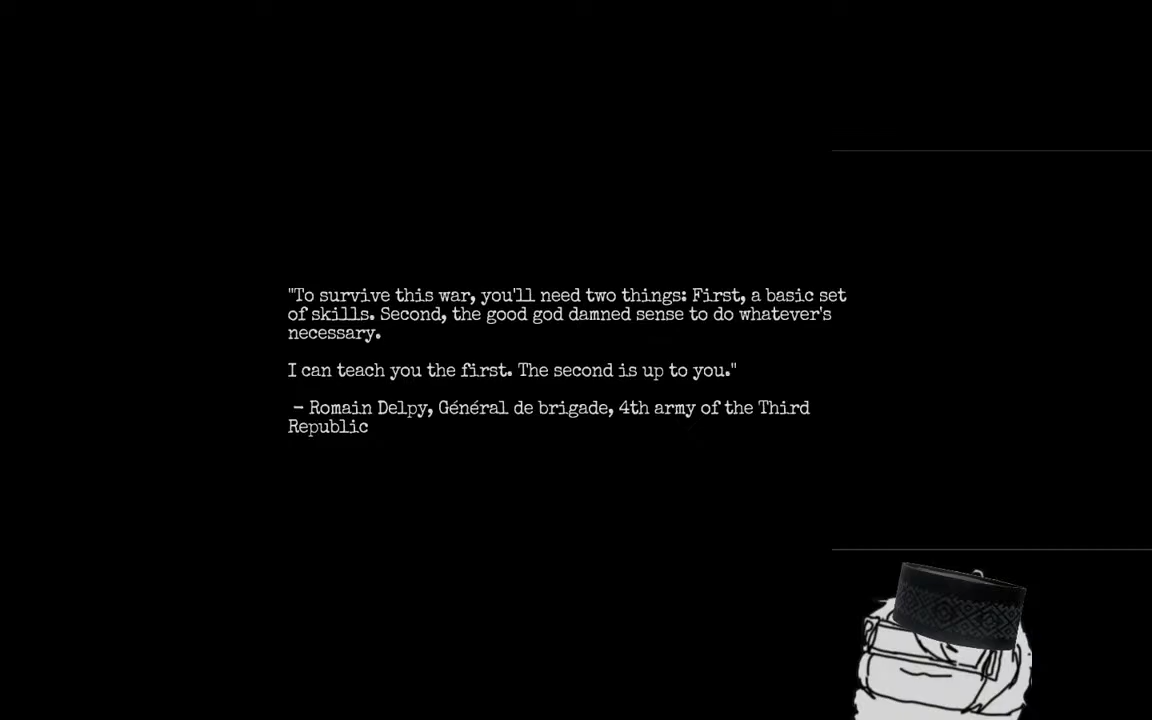 "To survive this war, you'll need two things: First, a basic set
of skills. Second, the good god damned sense to do whatever's
necessary.
I can teach you the first. The second is up to you."
– Romain Delpy, Général de brigade, 4th army of the Third
Republic